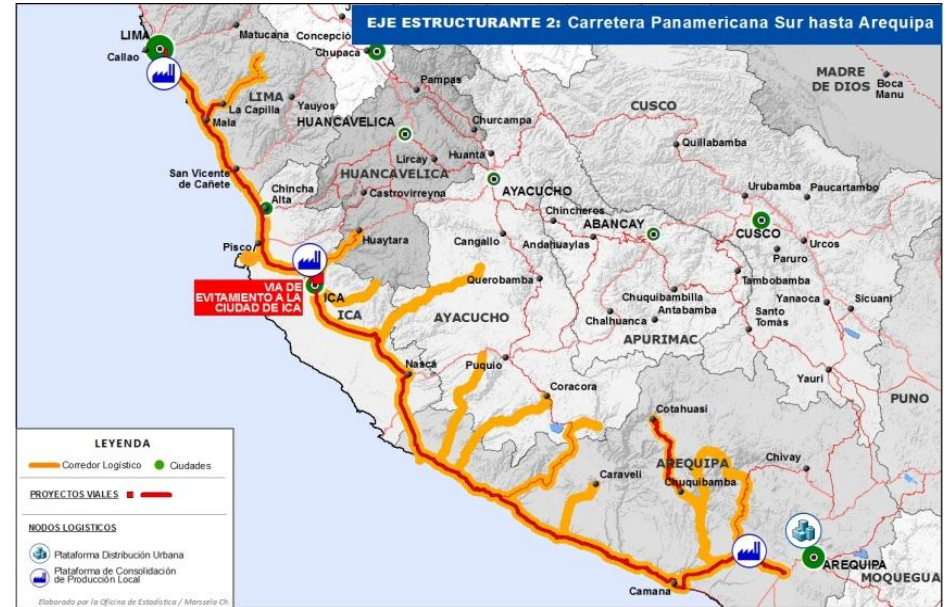 EJE ESTRUCTURANTE 2: Carretera Panamericana Sur hasta Arequipa
LIMA
Callao
Matucana
Concepció
Chupaca
MADRE
DE DIOS
Boca
Manu
LIMA
La Capilla
Mala
Yauyos
Pampas
CUSCO
HUANCAVELICA
Churcampa
Quillabamba
San Vicente
de Cañete
Lircay
Huanta
HUANCAVELICA
Castrovirreyna
AYACUCHO
Urubamba
Paucartambo
Chincha
Alta
Chincheros
ABANCAY
CUSCO
Pisco
Huaytara
Cangallo
Andahuaylas
Urcos
Paruro
VIA DE
EVITAMIENTO A LA
CIUDAD DE ICA
ICA
ICA
Querobamba
Tambobamba
Chuquibambilla
Yanaoca
Sicuani
AYACUCHO
Chalhuanca
Antabamba
Santo
Tomás
APURIMAC
Nasca
Puquio
Yauri
Coracora
PUNO
Cotahuasi
LEYENDA
Corredor Logístico
Ciudades
AREQUIPA
Chivay
Caraveli
Chuquibamba
PROYECTOS VIALES
NODOS LOGISTICOS
Plataforma Distribución Urbana
Plataforma de Consolidación
de Producción Local
AREQUIPA
MOQUEGUA
Camana
Elaborado por la Oficina de Estadística / Marssela Ch.